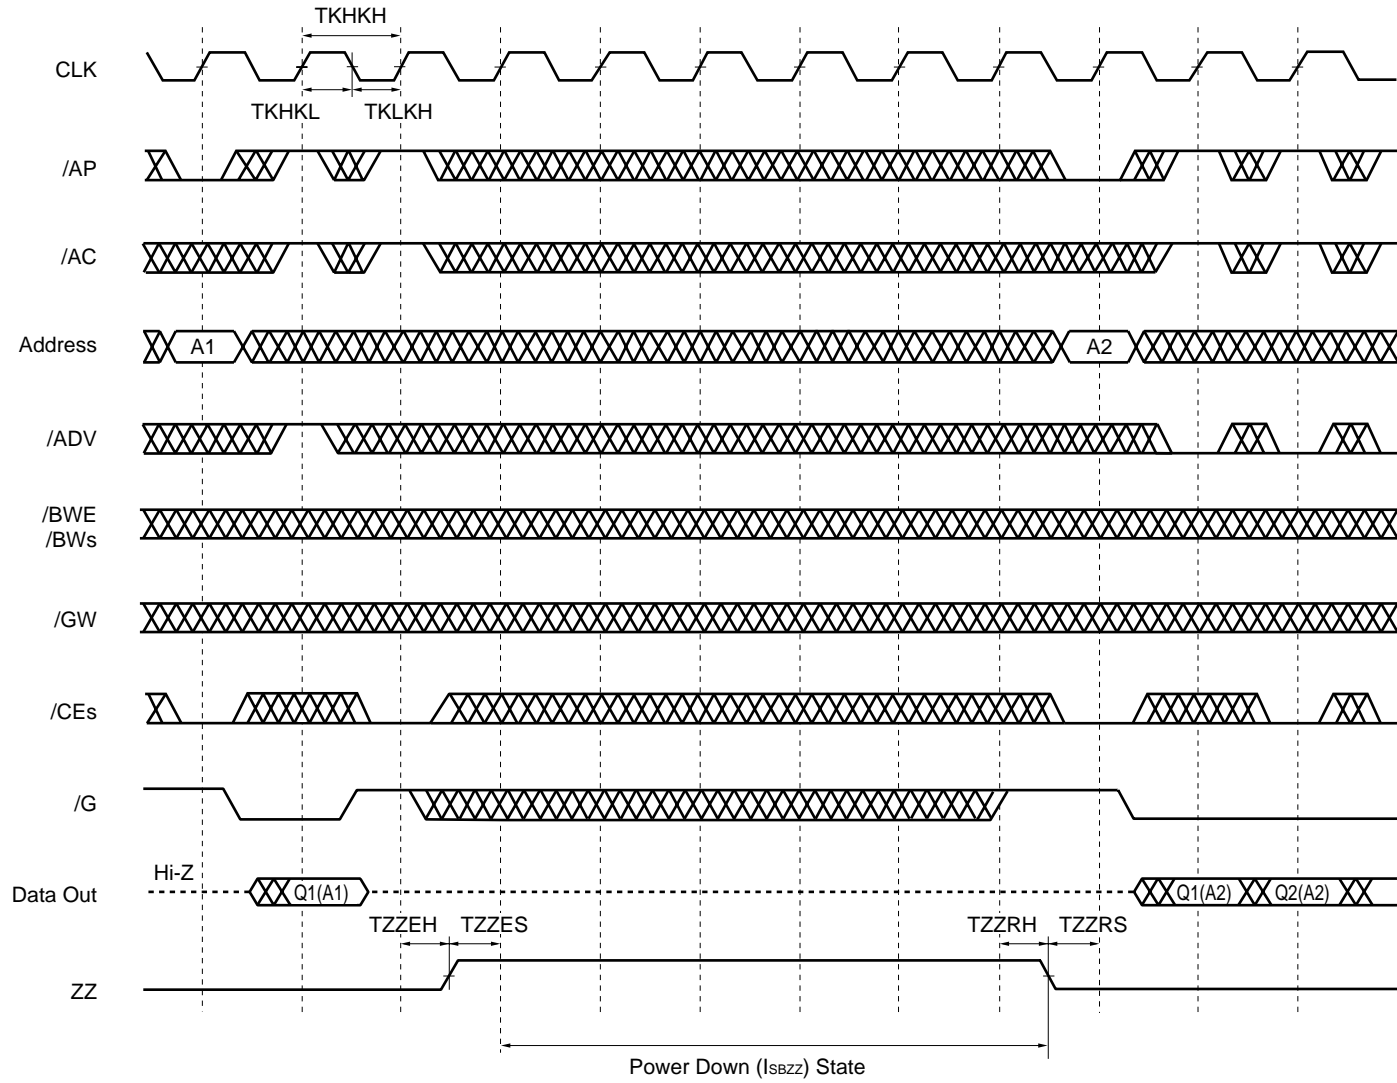 TKHKH
CLK
TKHKL TKLKH
/AP
/AC
Address A1 A2
/ADV
/BWE
/BWs
/GW
/CEs
/G
Hi-Z
Data Out Q1(A1) Q1(A2) Q2(A2)
TZZEH TZZES TZZRH TZZRS
ZZ
Power Down (ISBZZ) State